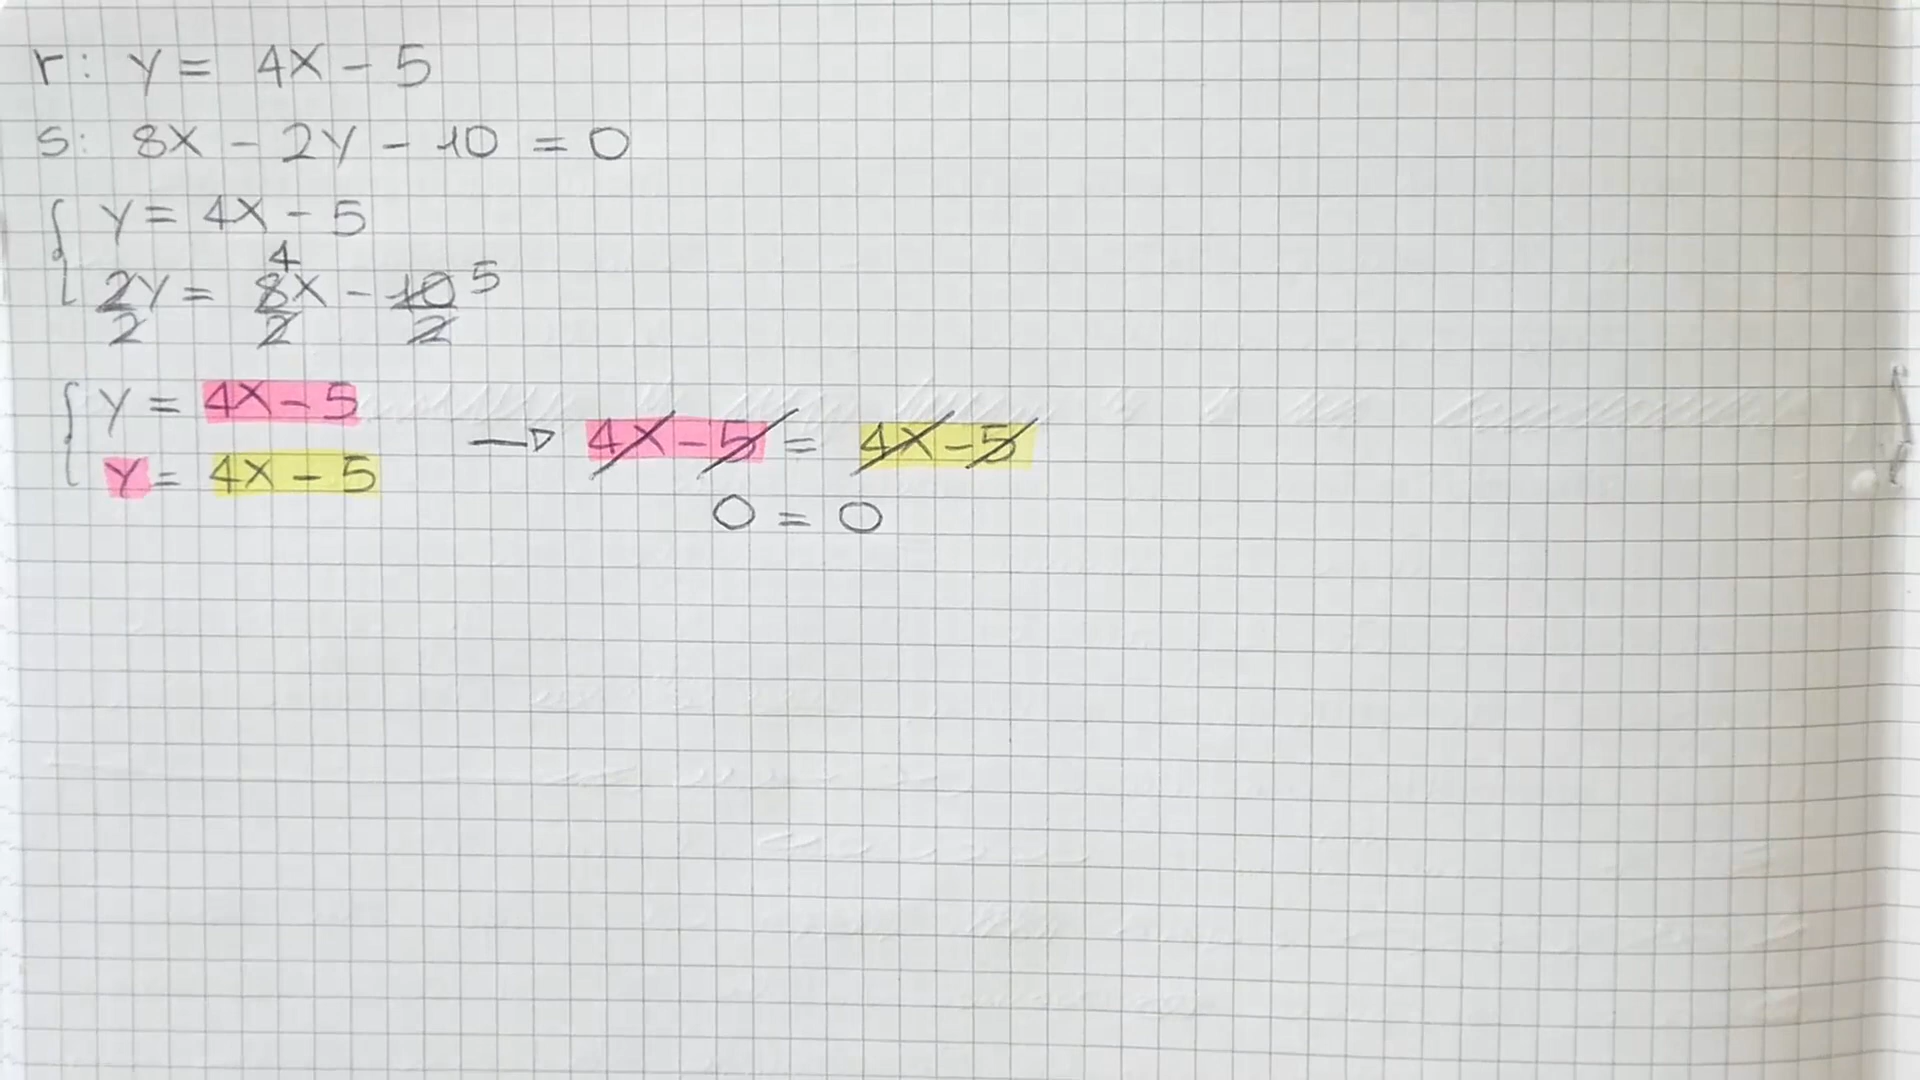 r: y = 4x - 5
s: 8x - 2y - 10 = 0
{ y = 4x - 5
4
2y = 8x - 10 5
2 2 2
{ y = 4x - 5
→ 4x - 5 = 4x - 5
y = 4x - 5
0 = 0